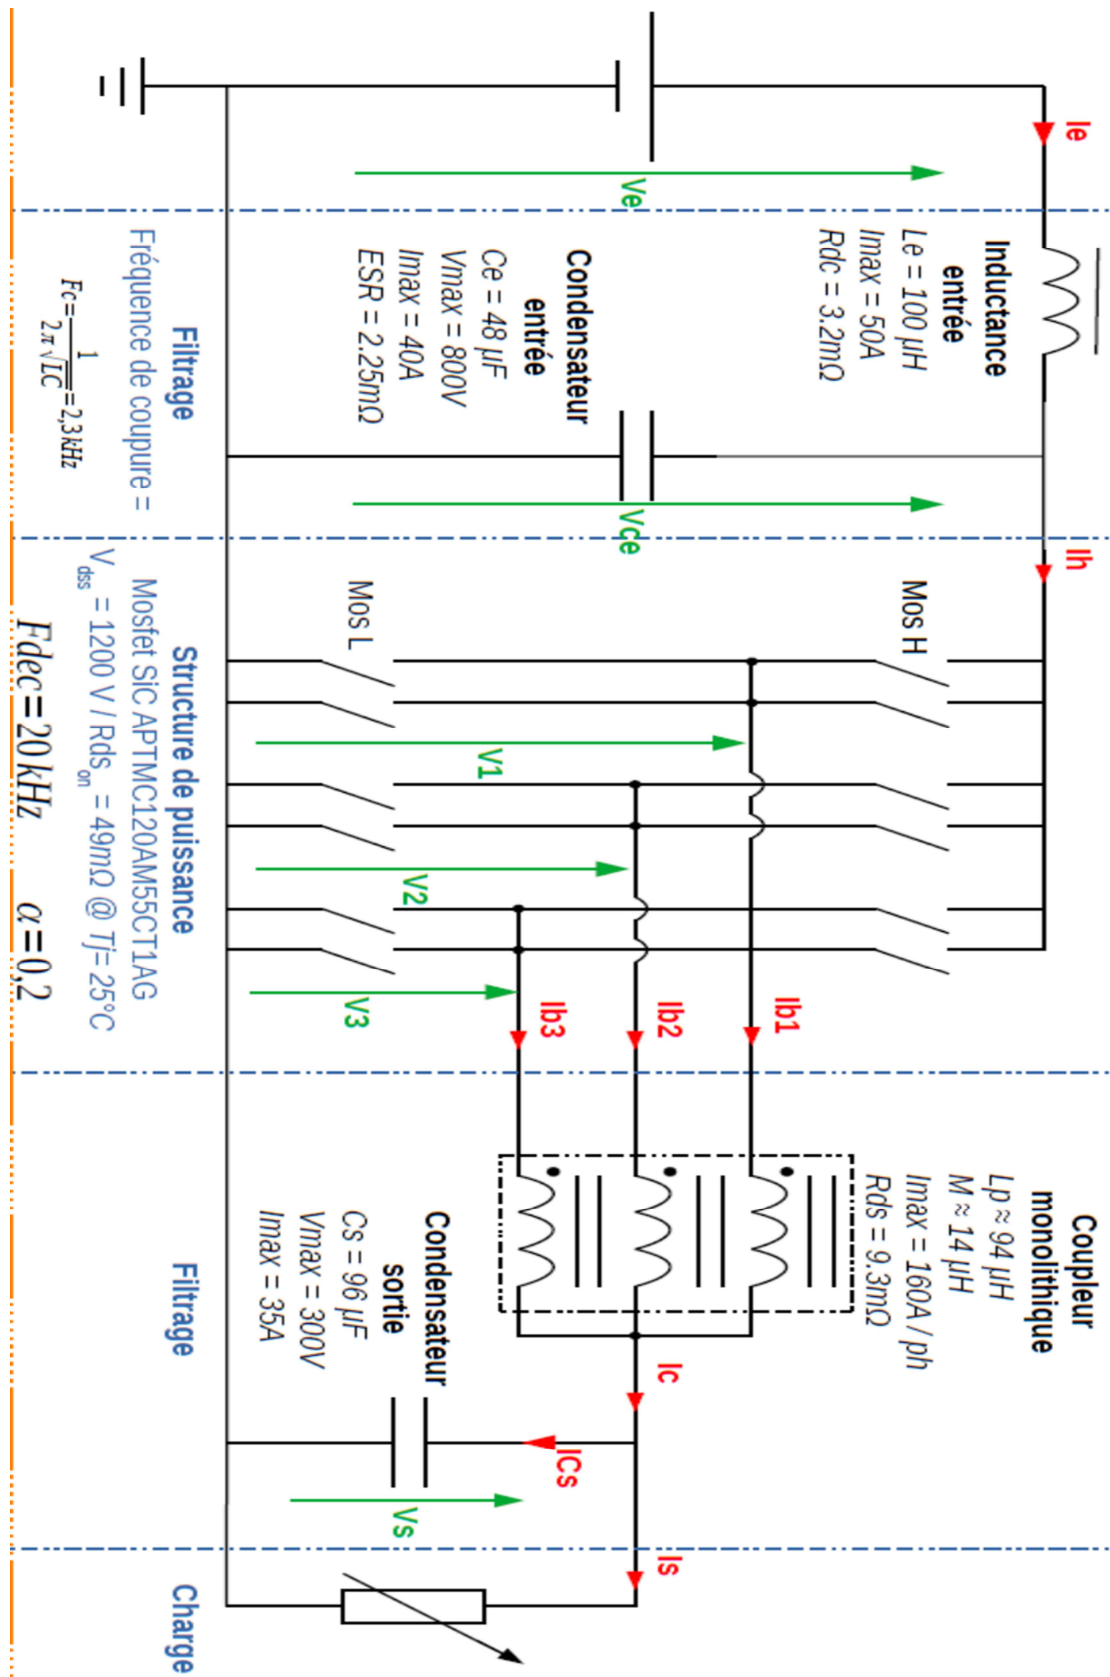 Ie
Ve
Inductance
entrée
Le = 100 µH
Imax = 50A
Rdc = 3.2mΩ
Condensateur
entrée
Ce = 48 µF
Vmax = 800V
Imax = 40A
ESR = 2.25mΩ
Filtrage
Fréquence de coupure =
Fc=1/2π√LC=2,3kHz
Vce
Ih
Mos H
Mos L
V1
V2
V3
Ib1
Ib2
Ib3
Structure de puissance
Mosfet SiC APTMC120AM55CT1AG
Vdss = 1200 V / Rdson = 49mΩ @ Tj= 25°C
Fdec=20kHz α=0,2
Coupleur
monolithique
Lp ≈ 94 µH
M ≈ 14 µH
Imax = 160A / ph
Rds = 9.3mΩ
Ic
ICs
Condensateur
sortie
Cs = 96 µF
Vmax = 300V
Imax = 35A
Filtrage
Vs
Is
Charge